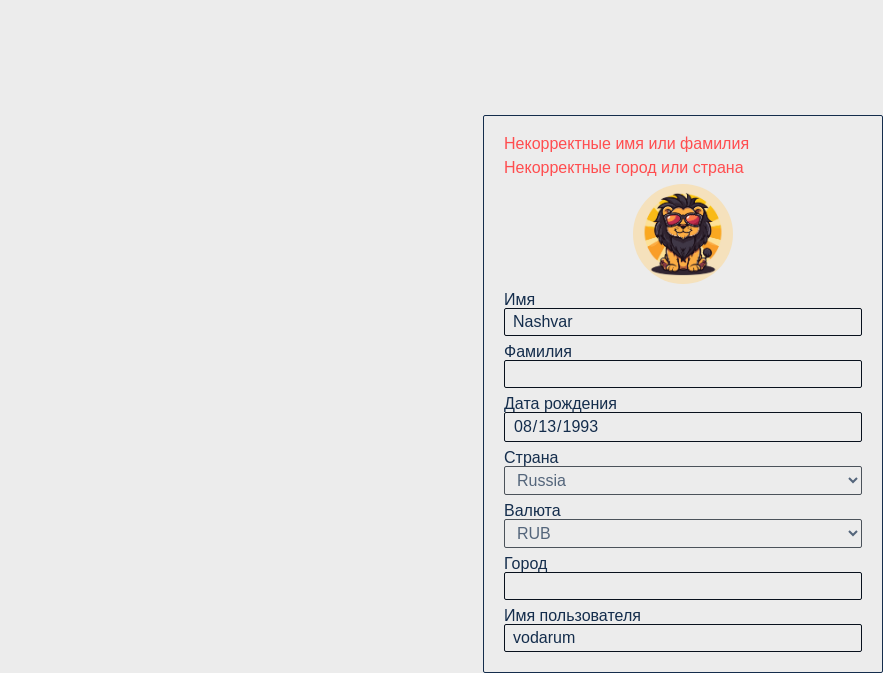 Некорректные имя или фамилия
Некорректные город или страна
Имя
Nashvar
Фамилия
Дата рождения
08/13/1993
Страна
Russia
Валюта
RUB
Город
Имя пользователя
vodarum